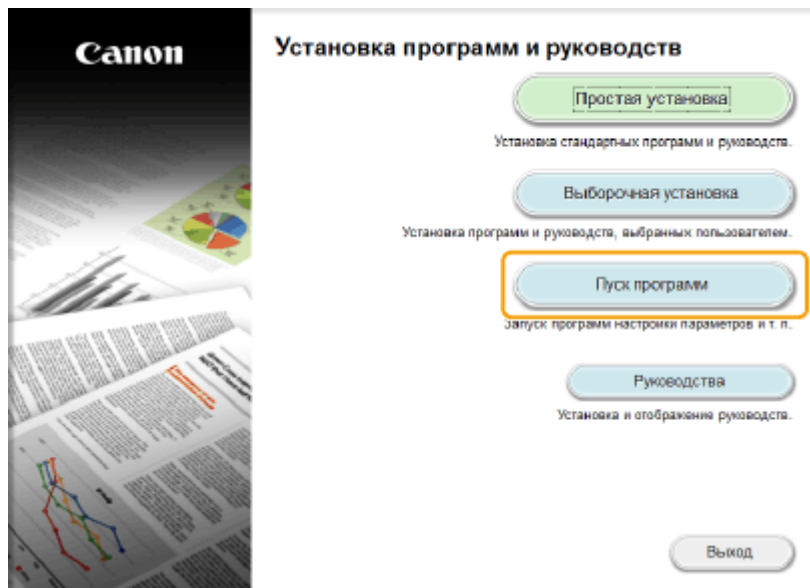 Canon
Установка программ и руководств
Простая установка
Установка стандартных программ и руководств.
Выборочная установка
Установка программ и руководств, выбранных пользователем.
Пуск программ
Запуск программ настройки параметров и т. п.
Руководства
Установка и отображение руководств.
Выход